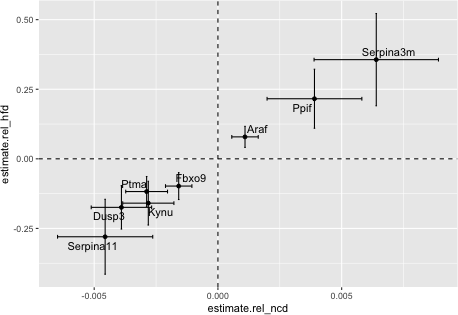 0.50
Serpina3m
0.25
Ppif
Araf
0.00
Ptma
Fbxo9
Dusp3
Kynu
-0.25
Serpina11
-0.005
0.000
0.005
estimate.rel_ncd
estimate.rel_hfd